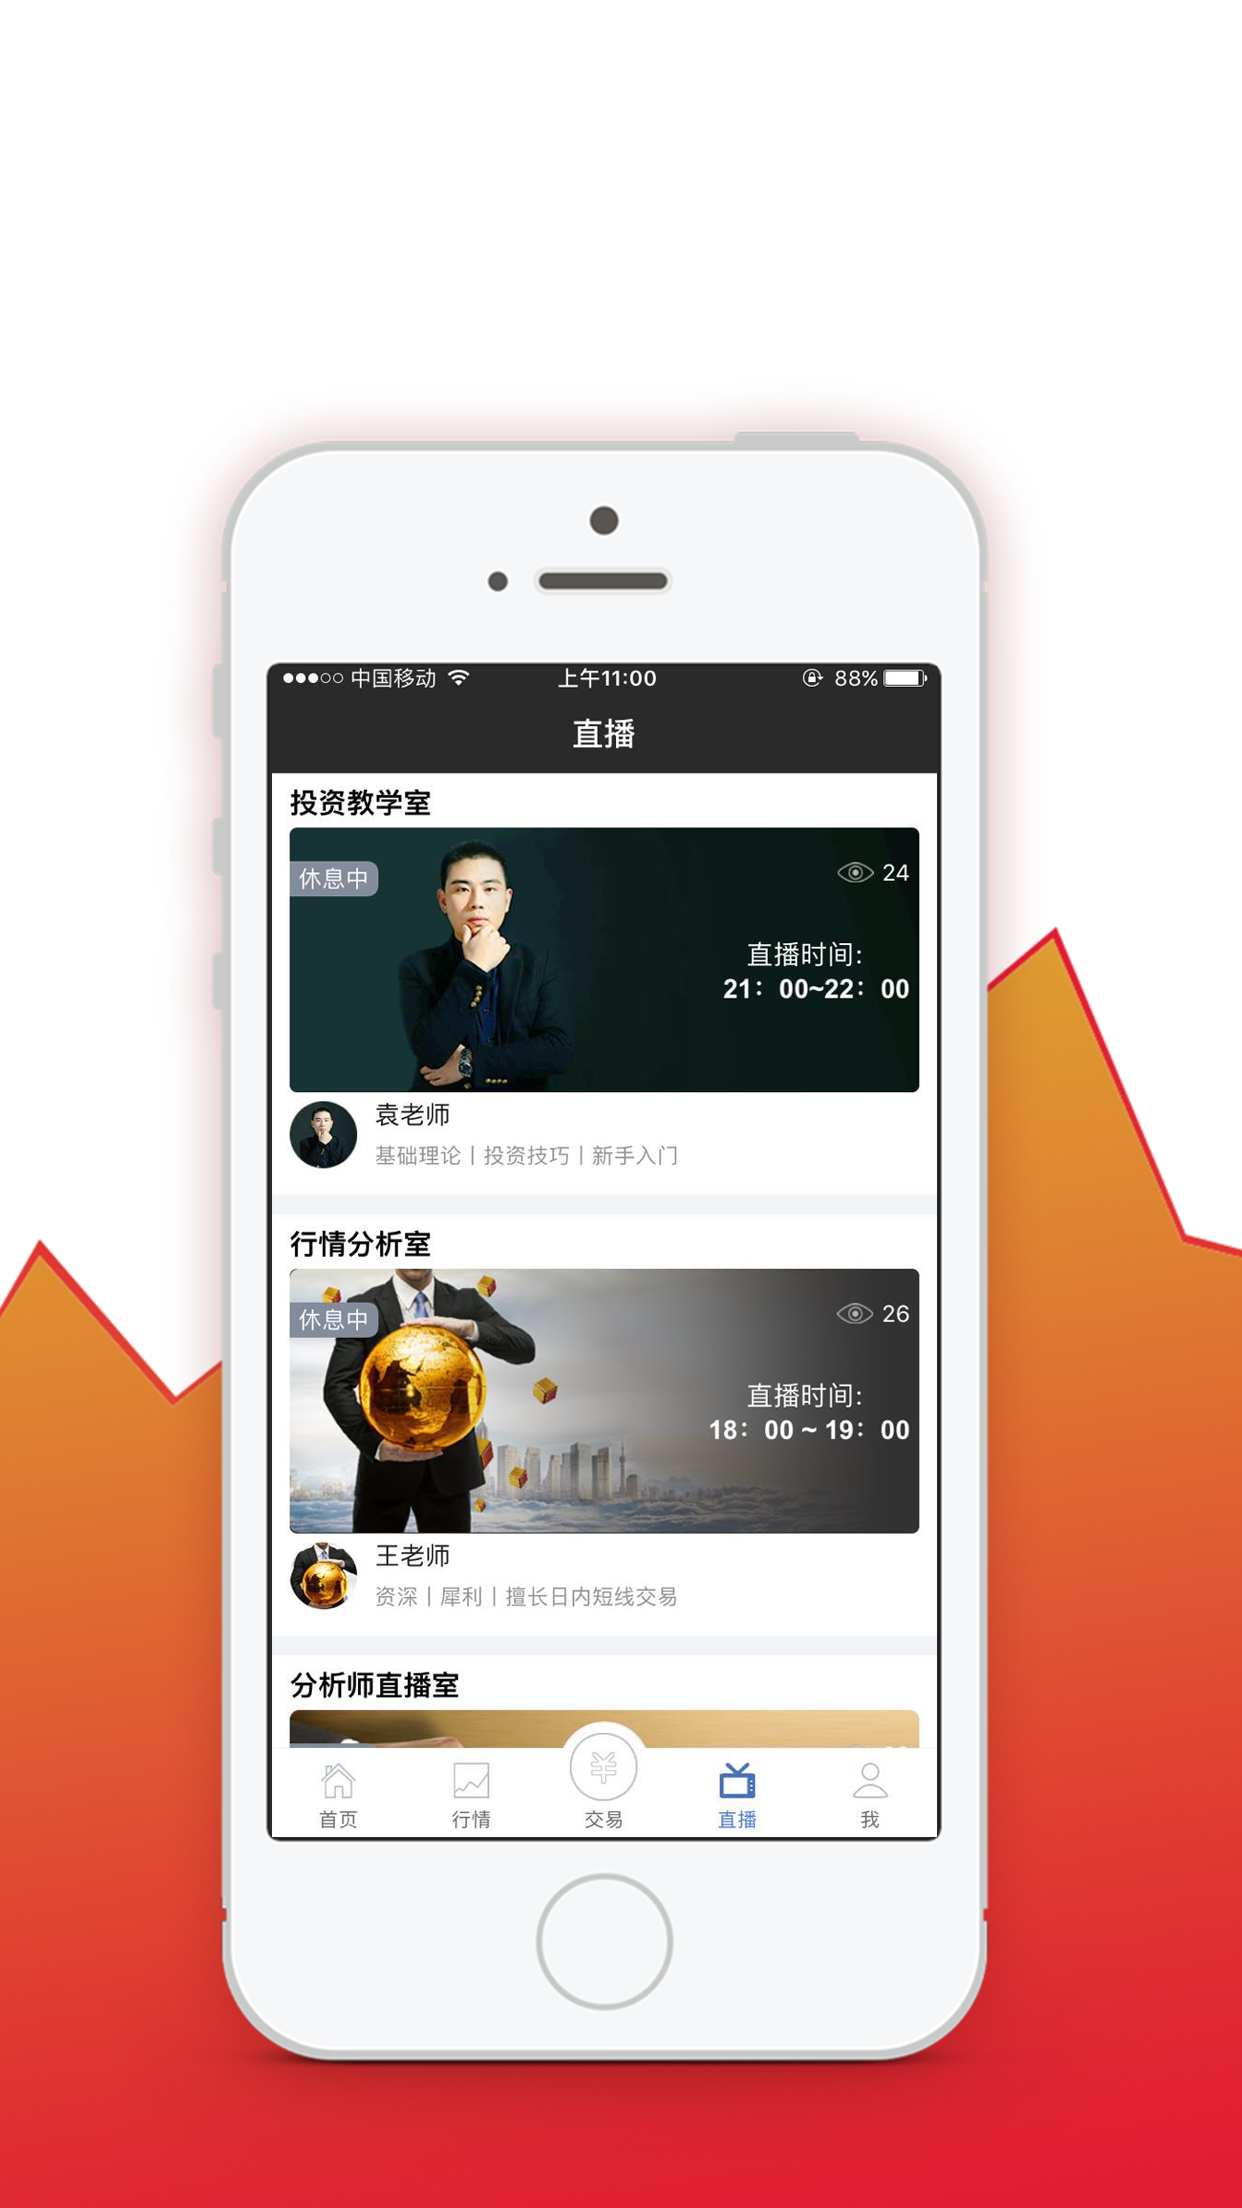 中国移动 上午11:00 88%
直播
投资教学室
休息中 24
直播时间:
21：00~22：00
袁老师
基础理论丨投资技巧丨新手入门
行情分析室
休息中 26
直播时间:
18：00 ~ 19：00
王老师
资深丨犀利丨擅长日内短线交易
分析师直播室
首页 行情 交易 直播 我